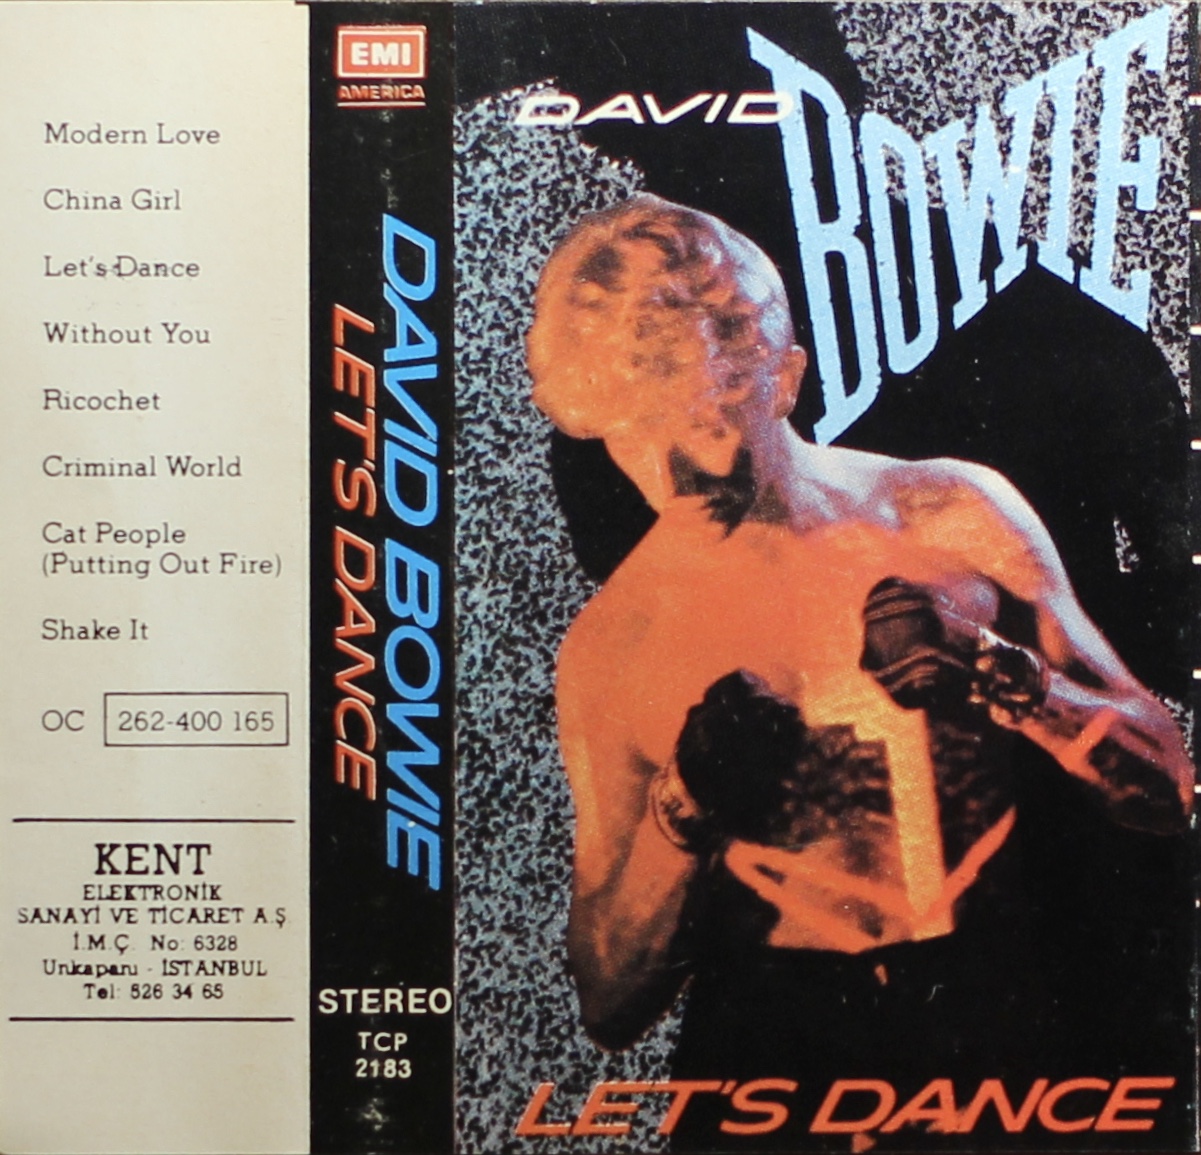 Modern Love
China Girl
Let's Dance
Without You
Ricochet
Criminal World
Cat People
(Putting Out Fire)
Shake It
OC 262-400 165
KENT
ELEKTRONİK
SANAYİ VE TİCARET A.Ş.
İ.M.Ç. No: 6328
Unkapanı - İSTANBUL
Tel: 526 34 65
EMI
AMERICA
DAVID BOWIE
LET'S DANCE
STEREO
TCP
2183
DAVID
BOWIE
LET'S DANCE